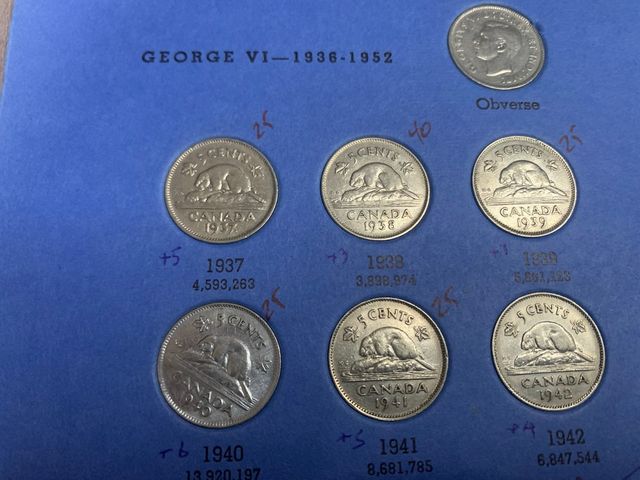 GEORGE VI—1936-1952
Obverse
25 40 25
5 CENTS 5 CENTS 5 CENTS
CANADA CANADA CANADA
1937 1938 1939
+5 +3 +1
1937 1938 1939
4,593,263 3,898,974 5,661,123
25 25
5 CENTS 5 CENTS 5 CENTS
CANADA CANADA CANADA
1940 1941 1942
+6 +5 +4
1940 1941 1942
13,920,197 8,681,785 6,847,544